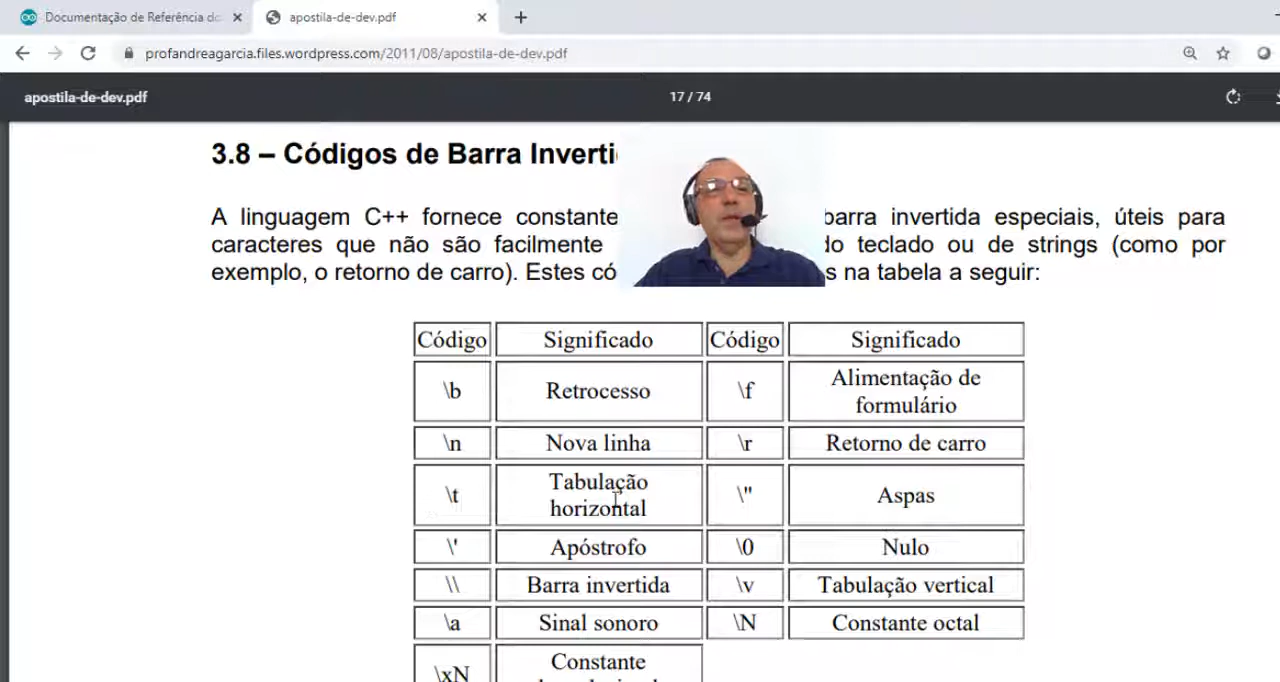 Documentação de Referência do
apostila-de-dev.pdf
profandreagarcia.files.wordpress.com/2011/08/apostila-de-dev.pdf
apostila-de-dev.pdf
17 / 74
3.8 – Códigos de Barra
A linguagem C++ fornece barra invertida especiais, úteis para
caracteres que não são facilmente teclado ou de strings (como por
exemplo, o retorno de carro). Estes na tabela a seguir:
Código Significado Código Significado
\b Retrocesso \f Alimentação de
formulário
\n Nova linha \r Retorno de carro
\t Tabulação
horizontal \" Aspas
\' Apóstrofo \0 Nulo
\\ Barra invertida \v Tabulação vertical
\a Sinal sonoro \N Constante octal
\xN Constante